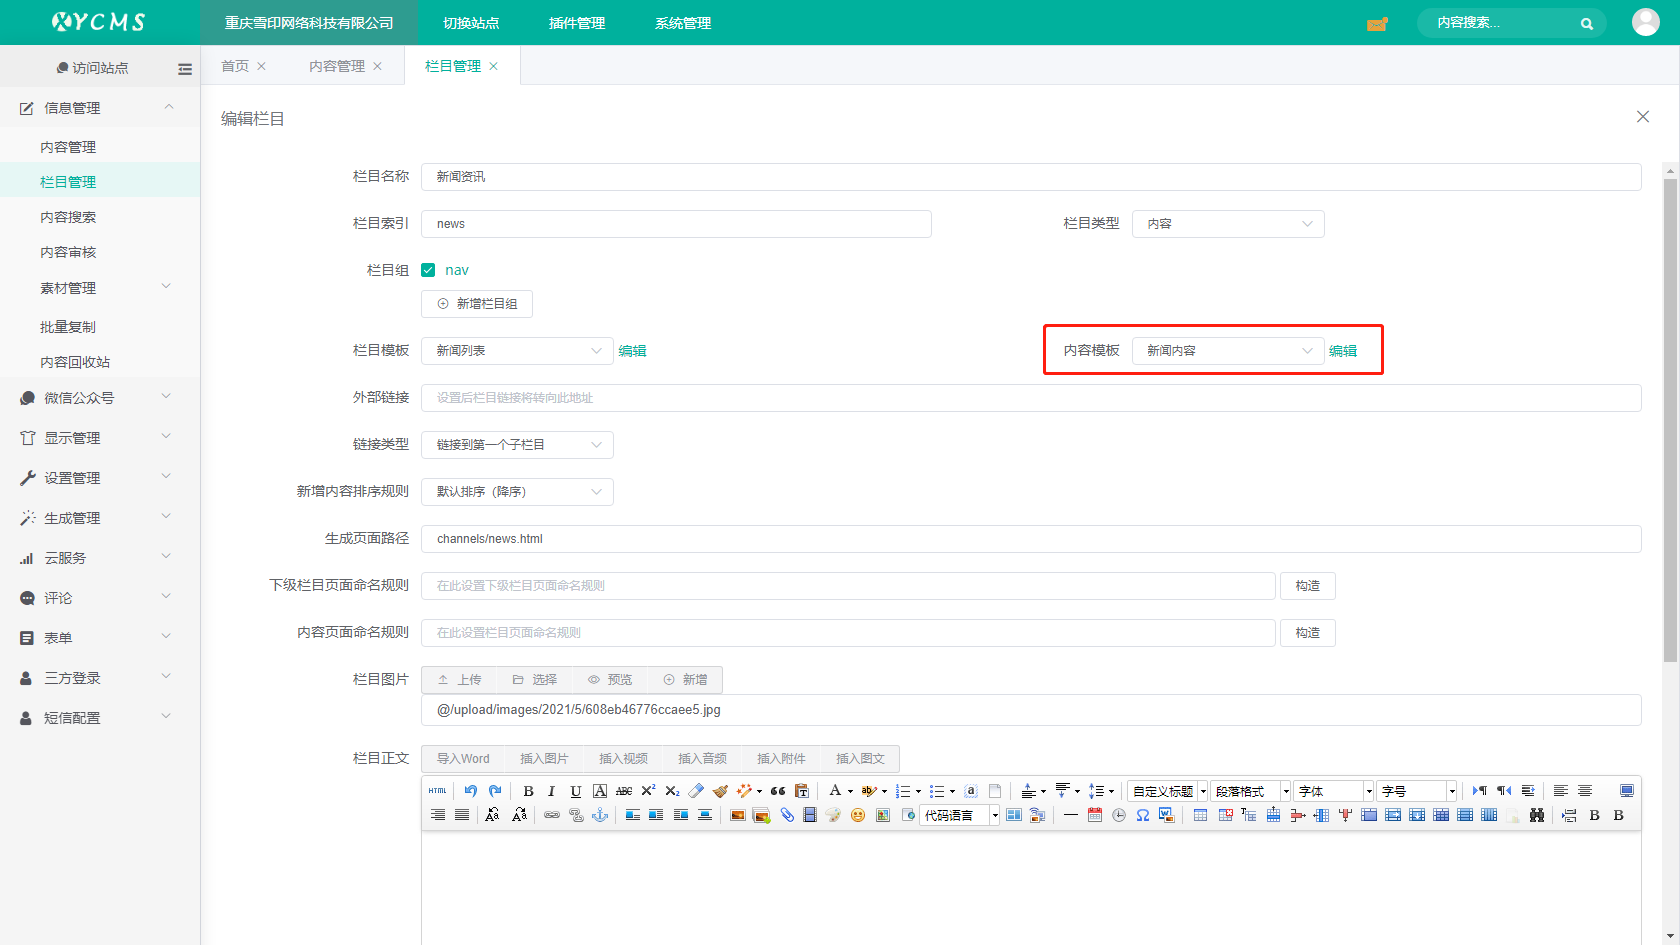 XYCMS
重庆雪印网络科技有限公司
切换站点
插件管理
系统管理
内容搜索...
访问站点
首页
内容管理
栏目管理
信息管理
内容管理
栏目管理
内容搜索
内容审核
素材管理
批量复制
内容回收站
微信公众号
显示管理
设置管理
生成管理
云服务
评论
表单
三方登录
短信配置
编辑栏目
栏目名称 新闻资讯
栏目索引 news
栏目类型 内容
栏目组 nav
新增栏目组
栏目模板 新闻列表 编辑
内容模板 新闻内容 编辑
外部链接 设置后栏目链接将转向此地址
链接类型 链接到第一个子栏目
新增内容排序规则 默认排序（降序）
生成页面路径 channels/news.html
下级栏目页面命名规则 在此设置下级栏目页面命名规则 构造
内容页面命名规则 在此设置栏目页面命名规则 构造
栏目图片 上传 选择 预览 新增
@/upload/images/2021/5/608eb46776ccaee5.jpg
栏目正文 导入Word 插入图片 插入视频 插入音频 插入附件 插入图文
HTML B I U A ABC X² X₂ A ab a 自定义标题 段落格式 字体 字号
代码语言 B B